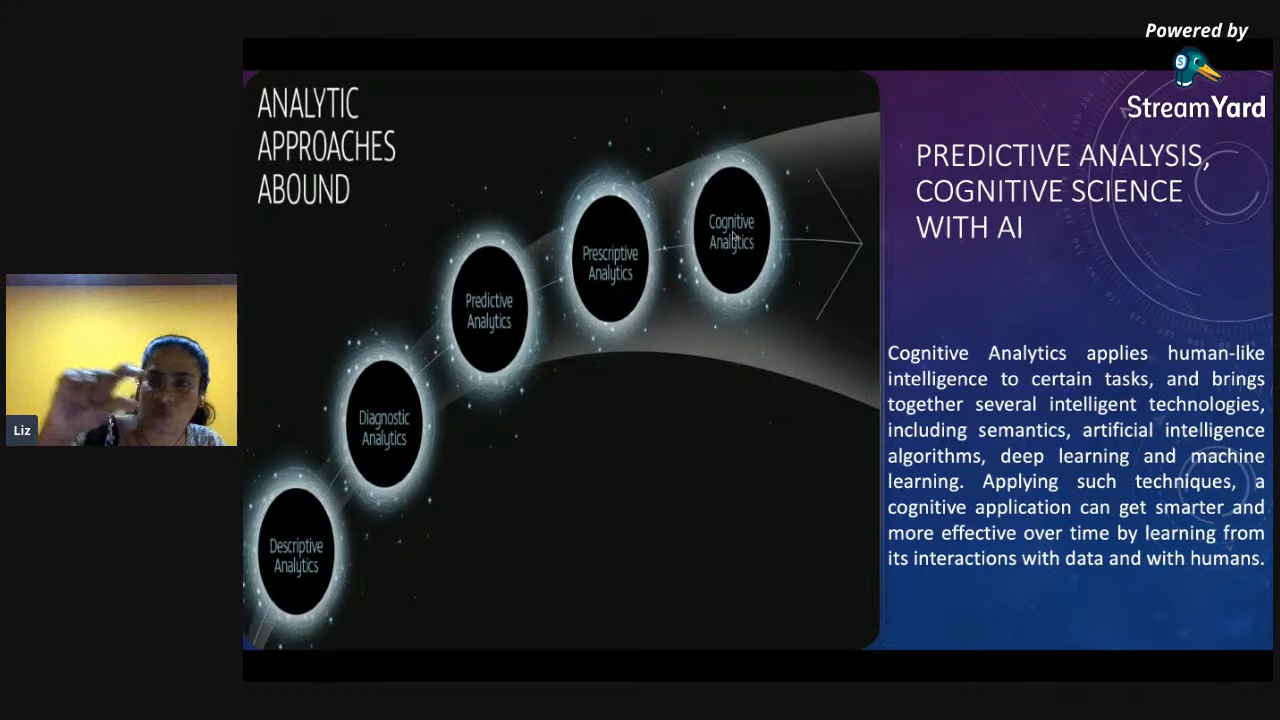 Powered by
StreamYard
ANALYTIC
APPROACHES
ABOUND
Cognitive
Analytics
Prescriptive
Analytics
Predictive
Analytics
Diagnostic
Analytics
Descriptive
Analytics
PREDICTIVE ANALYSIS,
COGNITIVE SCIENCE
WITH AI
Cognitive Analytics applies human-like
intelligence to certain tasks, and brings
together several intelligent technologies,
including semantics, artificial intelligence
algorithms, deep learning and machine
learning. Applying such techniques, a
cognitive application can get smarter and
more effective over time by learning from
its interactions with data and with humans.
Liz